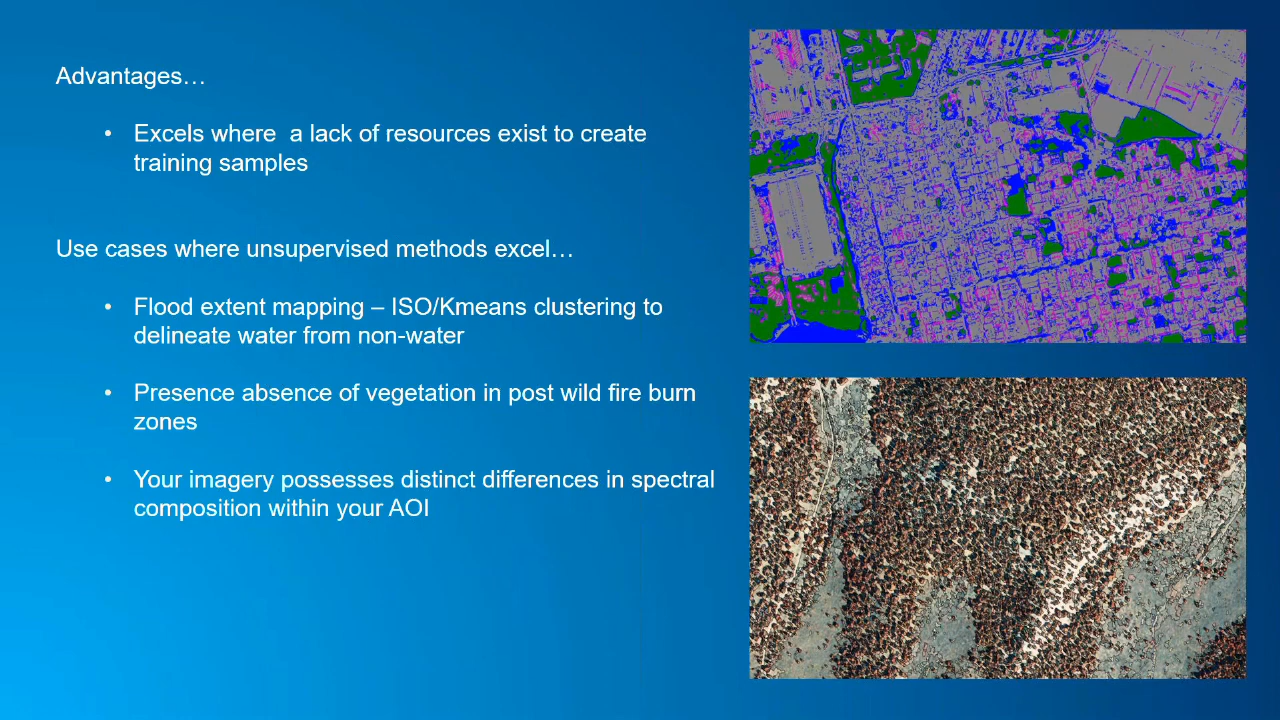 Advantages…
• Excels where  a lack of resources exist to create
training samples
Use cases where unsupervised methods excel…
• Flood extent mapping – ISO/Kmeans clustering to
delineate water from non-water
• Presence absence of vegetation in post wild fire burn
zones
• Your imagery possesses distinct differences in spectral
composition within your AOI